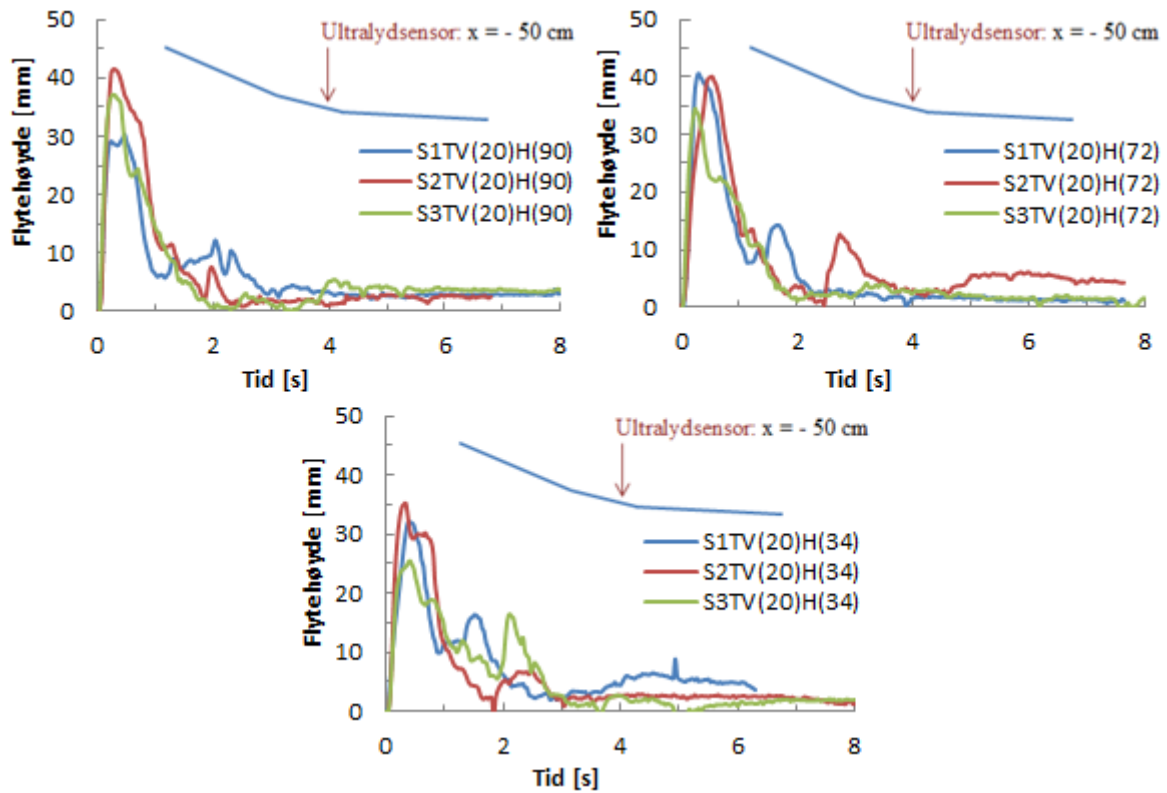 Flytehøyde [mm]
50
40
30
20
10
0
Ultralydsensor: x = - 50 cm
S1TV(20)H(90)
S2TV(20)H(90)
S3TV(20)H(90)
0 2 4 6 8
Tid [s]
Flytehøyde [mm]
50
40
30
20
10
0
Ultralydsensor: x = - 50 cm
S1TV(20)H(72)
S2TV(20)H(72)
S3TV(20)H(72)
0 2 4 6 8
Tid [s]
Flytehøyde [mm]
50
40
30
20
10
0
Ultralydsensor: x = - 50 cm
S1TV(20)H(34)
S2TV(20)H(34)
S3TV(20)H(34)
0 2 4 6 8
Tid [s]